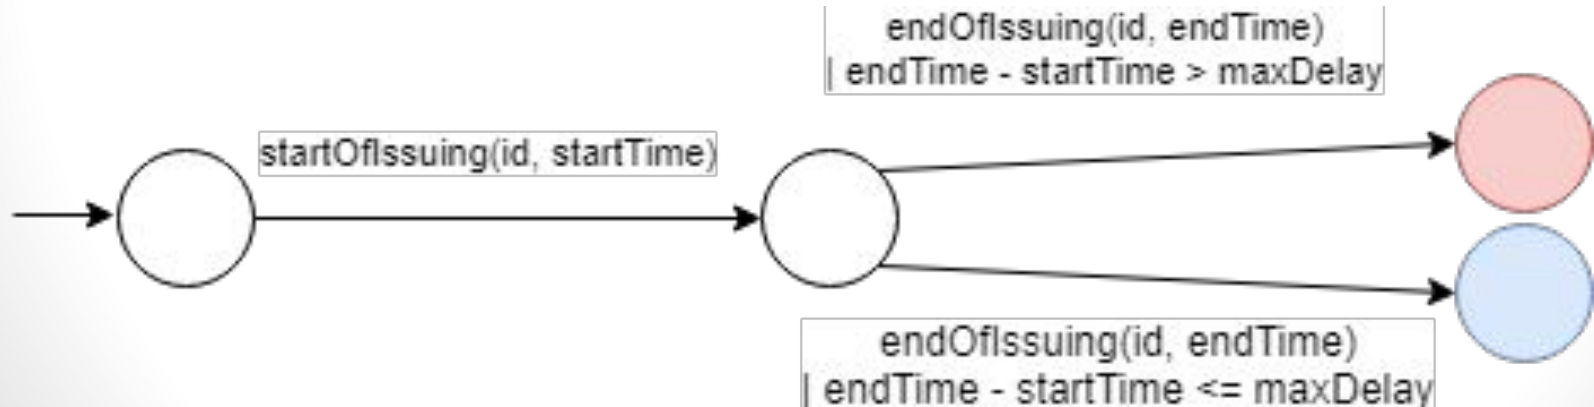 endOfIssuing(id, endTime)
| endTime - startTime > maxDelay
startOfIssuing(id, startTime)
endOfIssuing(id, endTime)
| endTime - startTime <= maxDelay